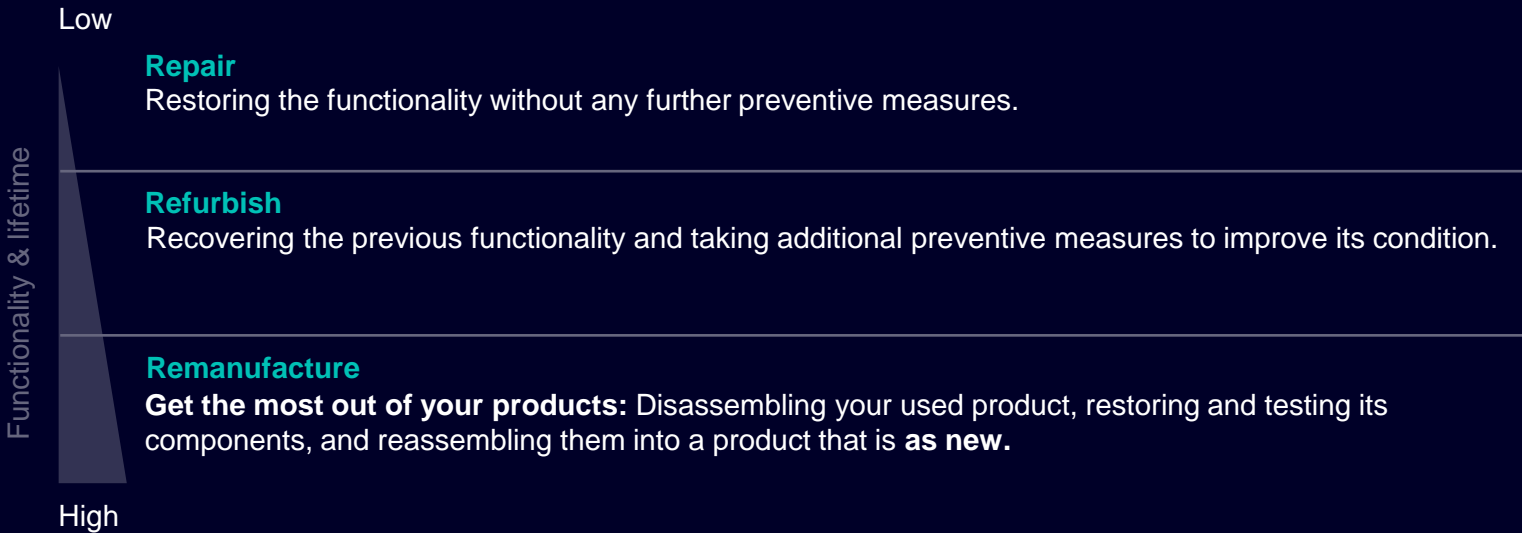 Low
Functionality & lifetime
Repair
Restoring the functionality without any further preventive measures.
Refurbish
Recovering the previous functionality and taking additional preventive measures to improve its condition.
Remanufacture
Get the most out of your products: Disassembling your used product, restoring and testing its
components, and reassembling them into a product that is as new.
High